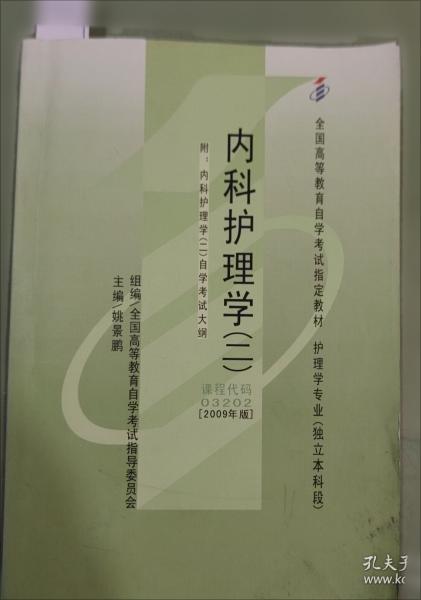 全国高等教育自学考试指定教材 护理学专业(独立本科段)
内科护理学(二)
附:内科护理学(二)自学考试大纲
课程代码
03202
[2009年版]
组编/全国高等教育自学考试指导委员会
主编/姚景鹏
孔夫子
www.k